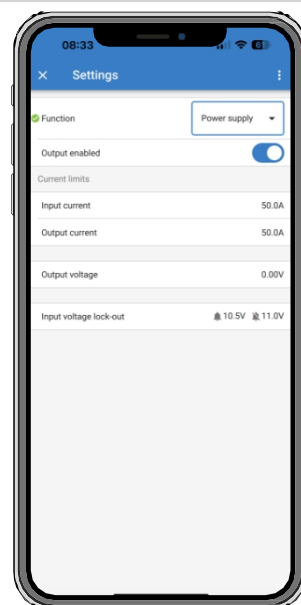 08:33 61
Settings
Function Power supply
Output enabled
Current limits
Input current 50.0A
Output current 50.0A
Output voltage 0.00V
Input voltage lock-out 10.5V 11.0V